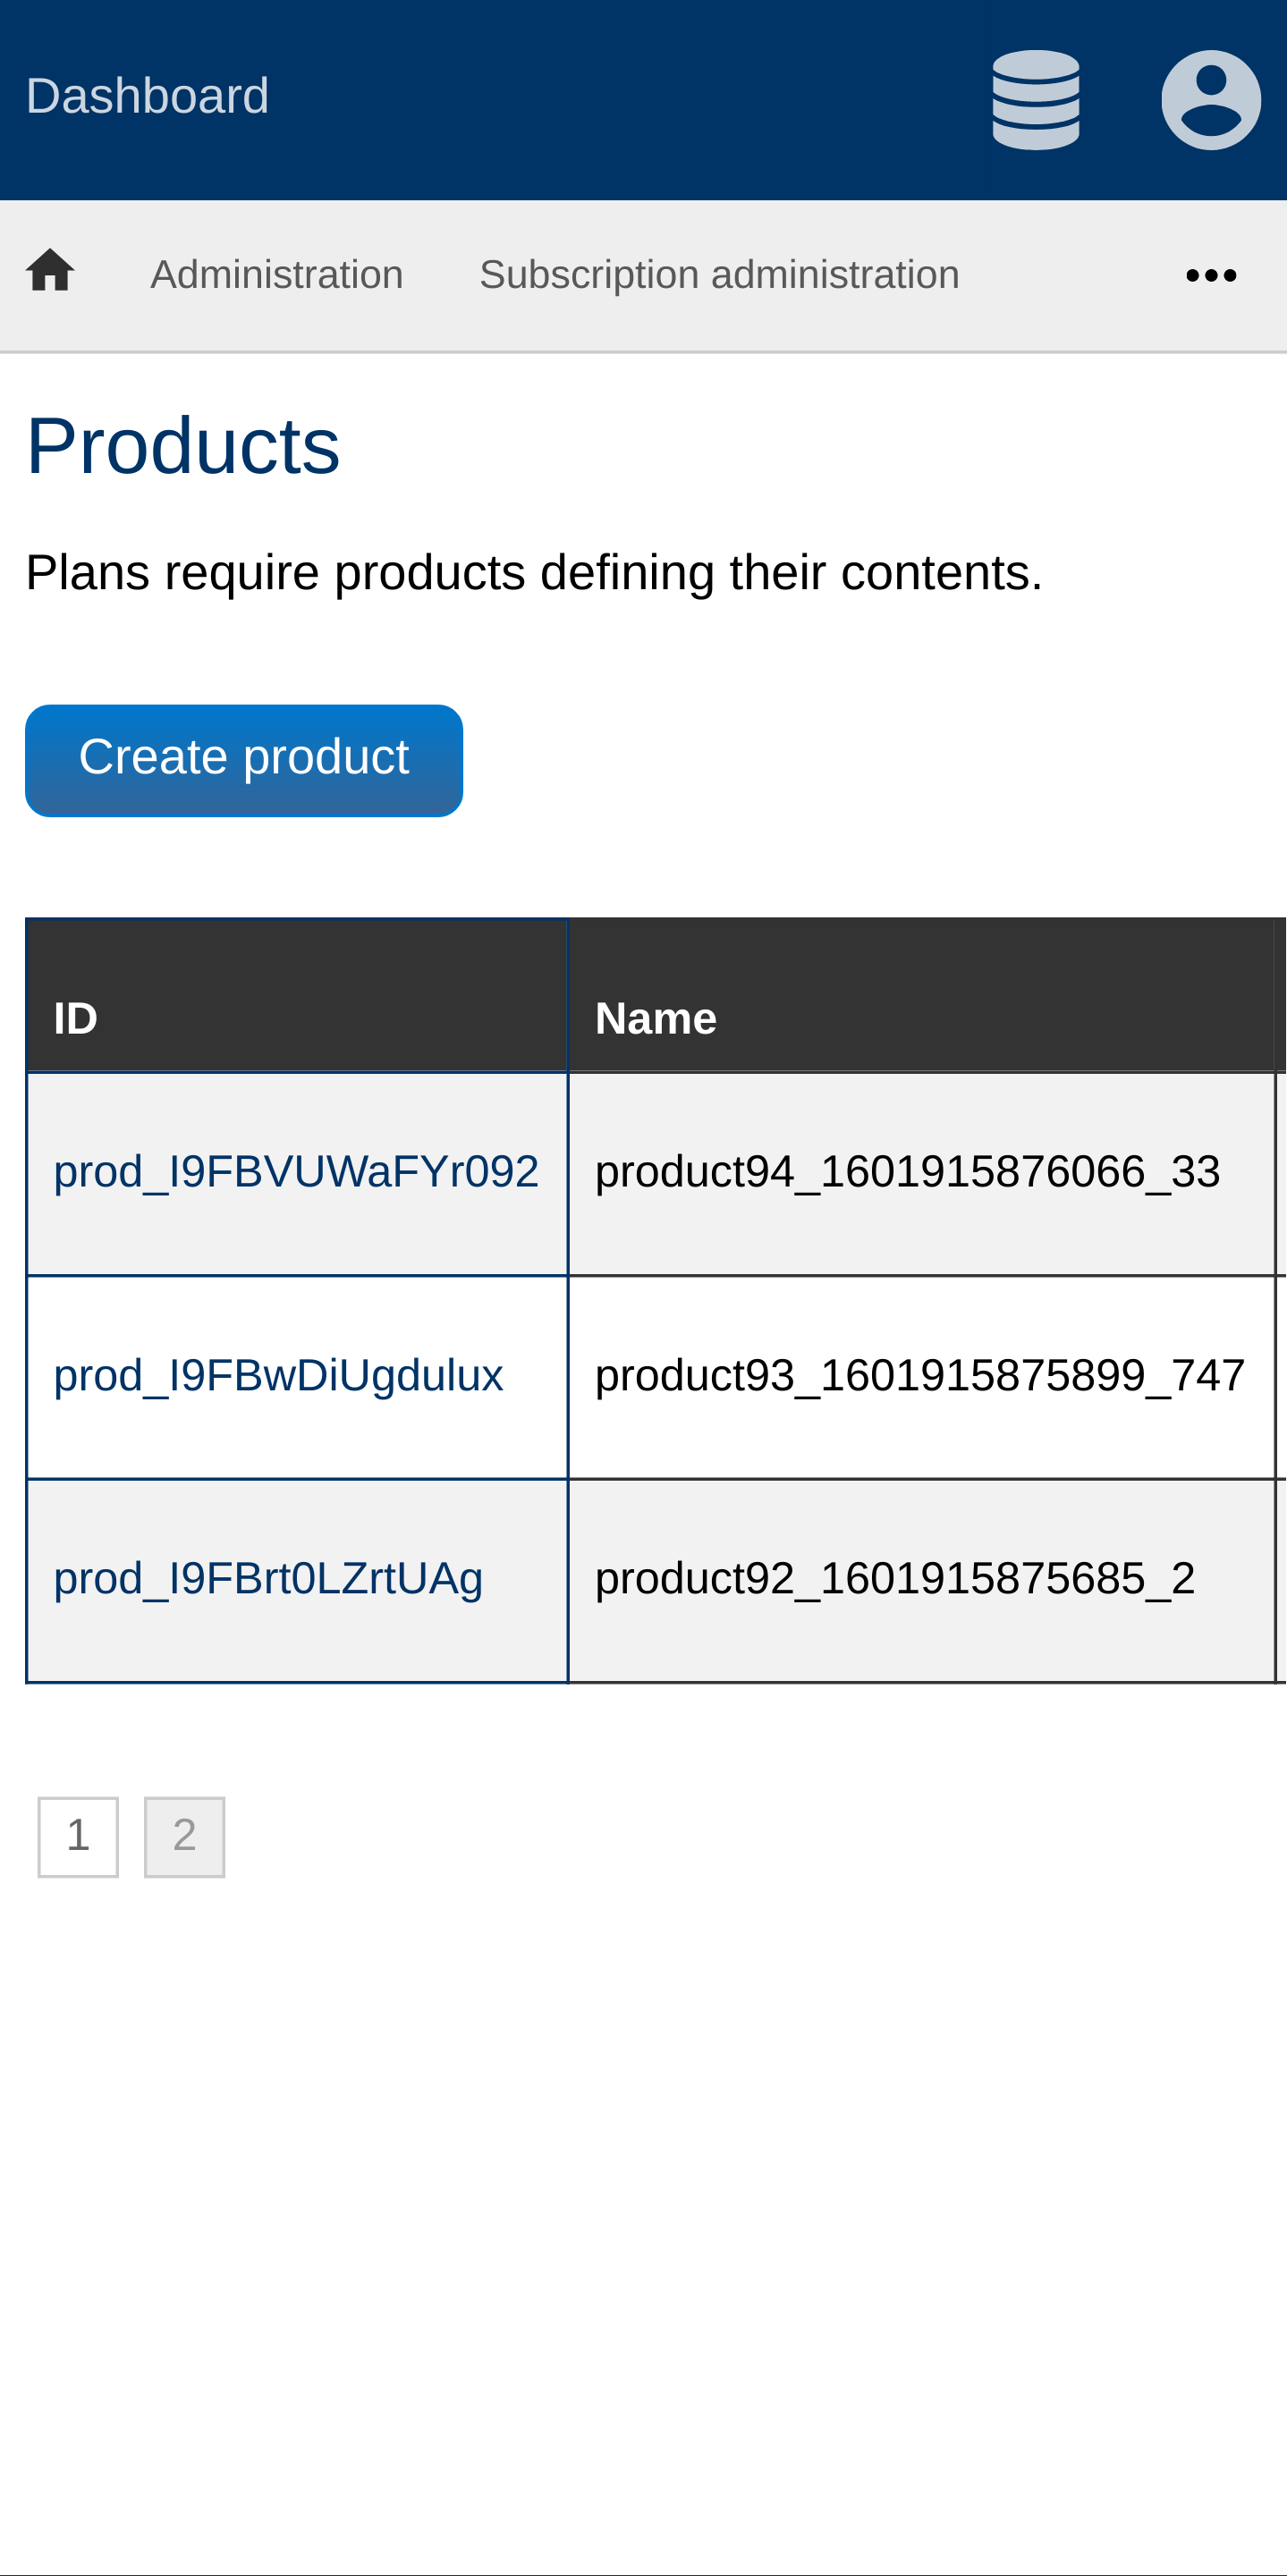 Dashboard
Administration Subscription administration
Products
Plans require products defining their contents.
Create product
ID Name
prod_I9FBVUWaFYr092 product94_1601915876066_33
prod_I9FBwDiUgdulux product93_1601915875899_747
prod_I9FBrt0LZrtUAg product92_1601915875685_2
1 2